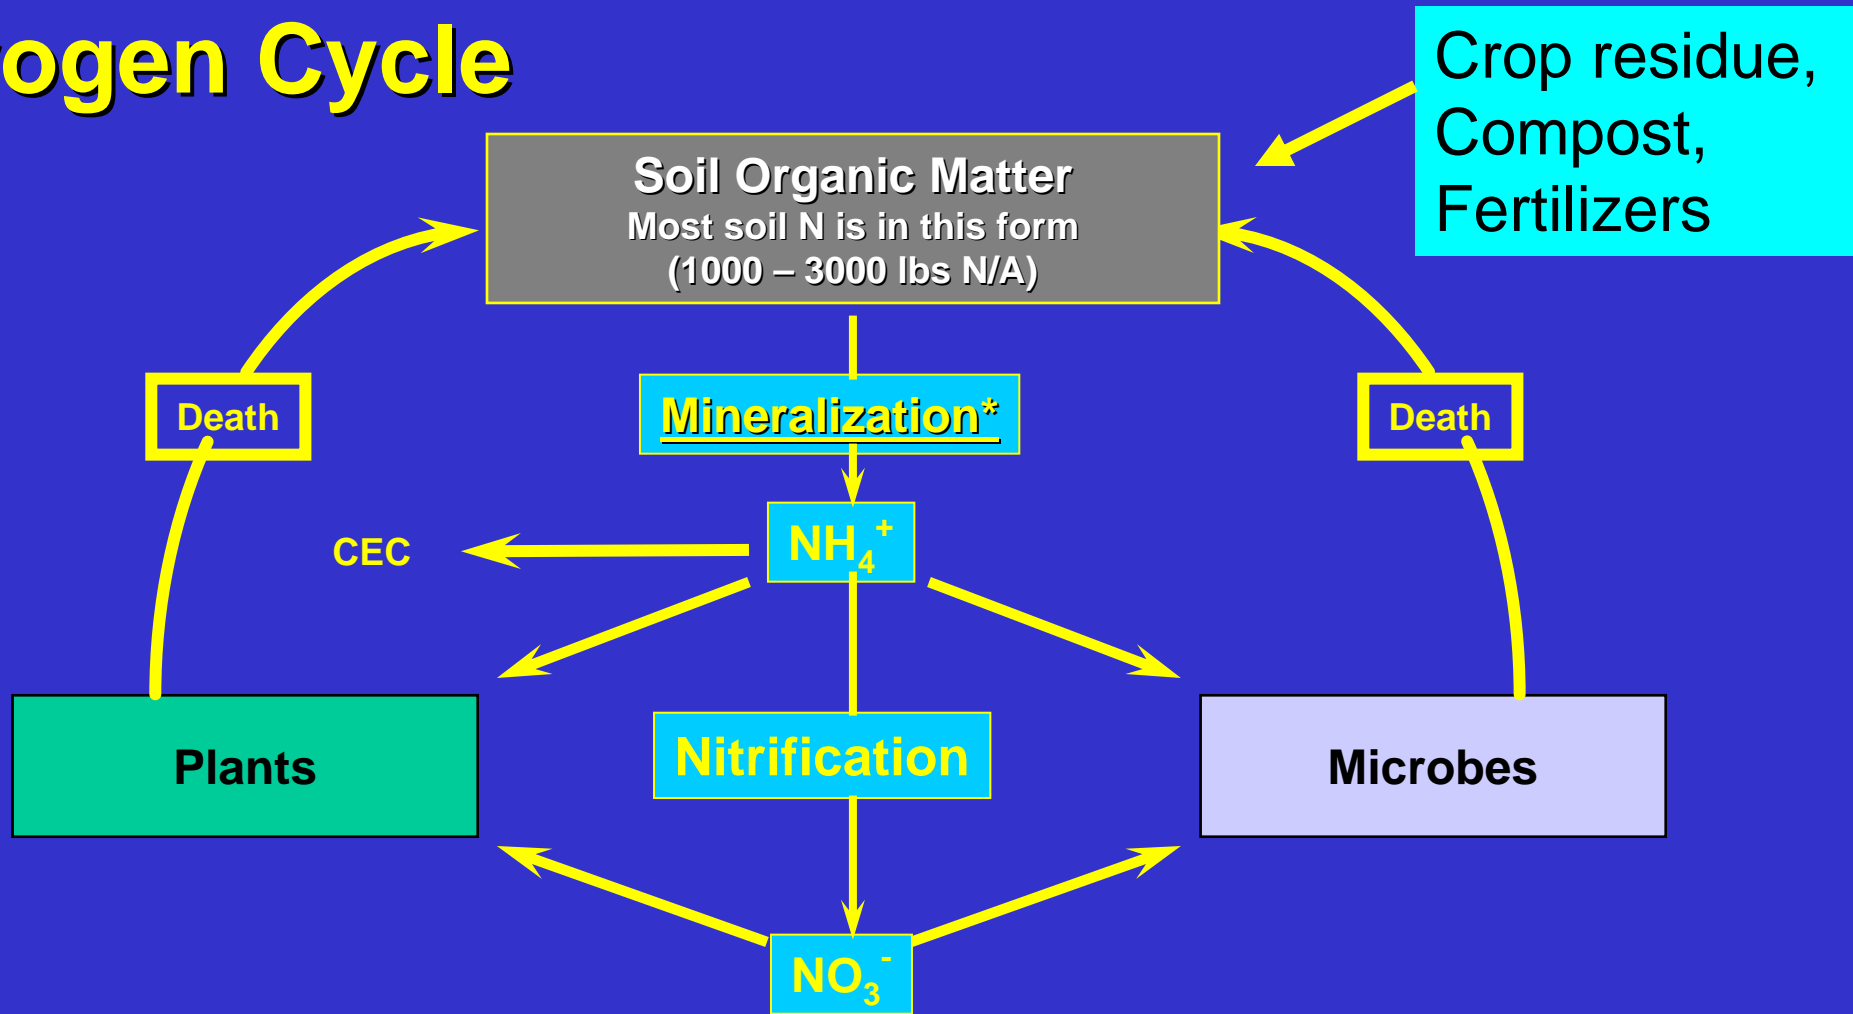 ogen Cycle
Crop residue,
Compost,
Fertilizers
Soil Organic Matter
Most soil N is in this form
(1000 – 3000 lbs N/A)
Death
Mineralization*
Death
CEC
NH₄⁺
Plants
Nitrification
Microbes
NO₃⁻